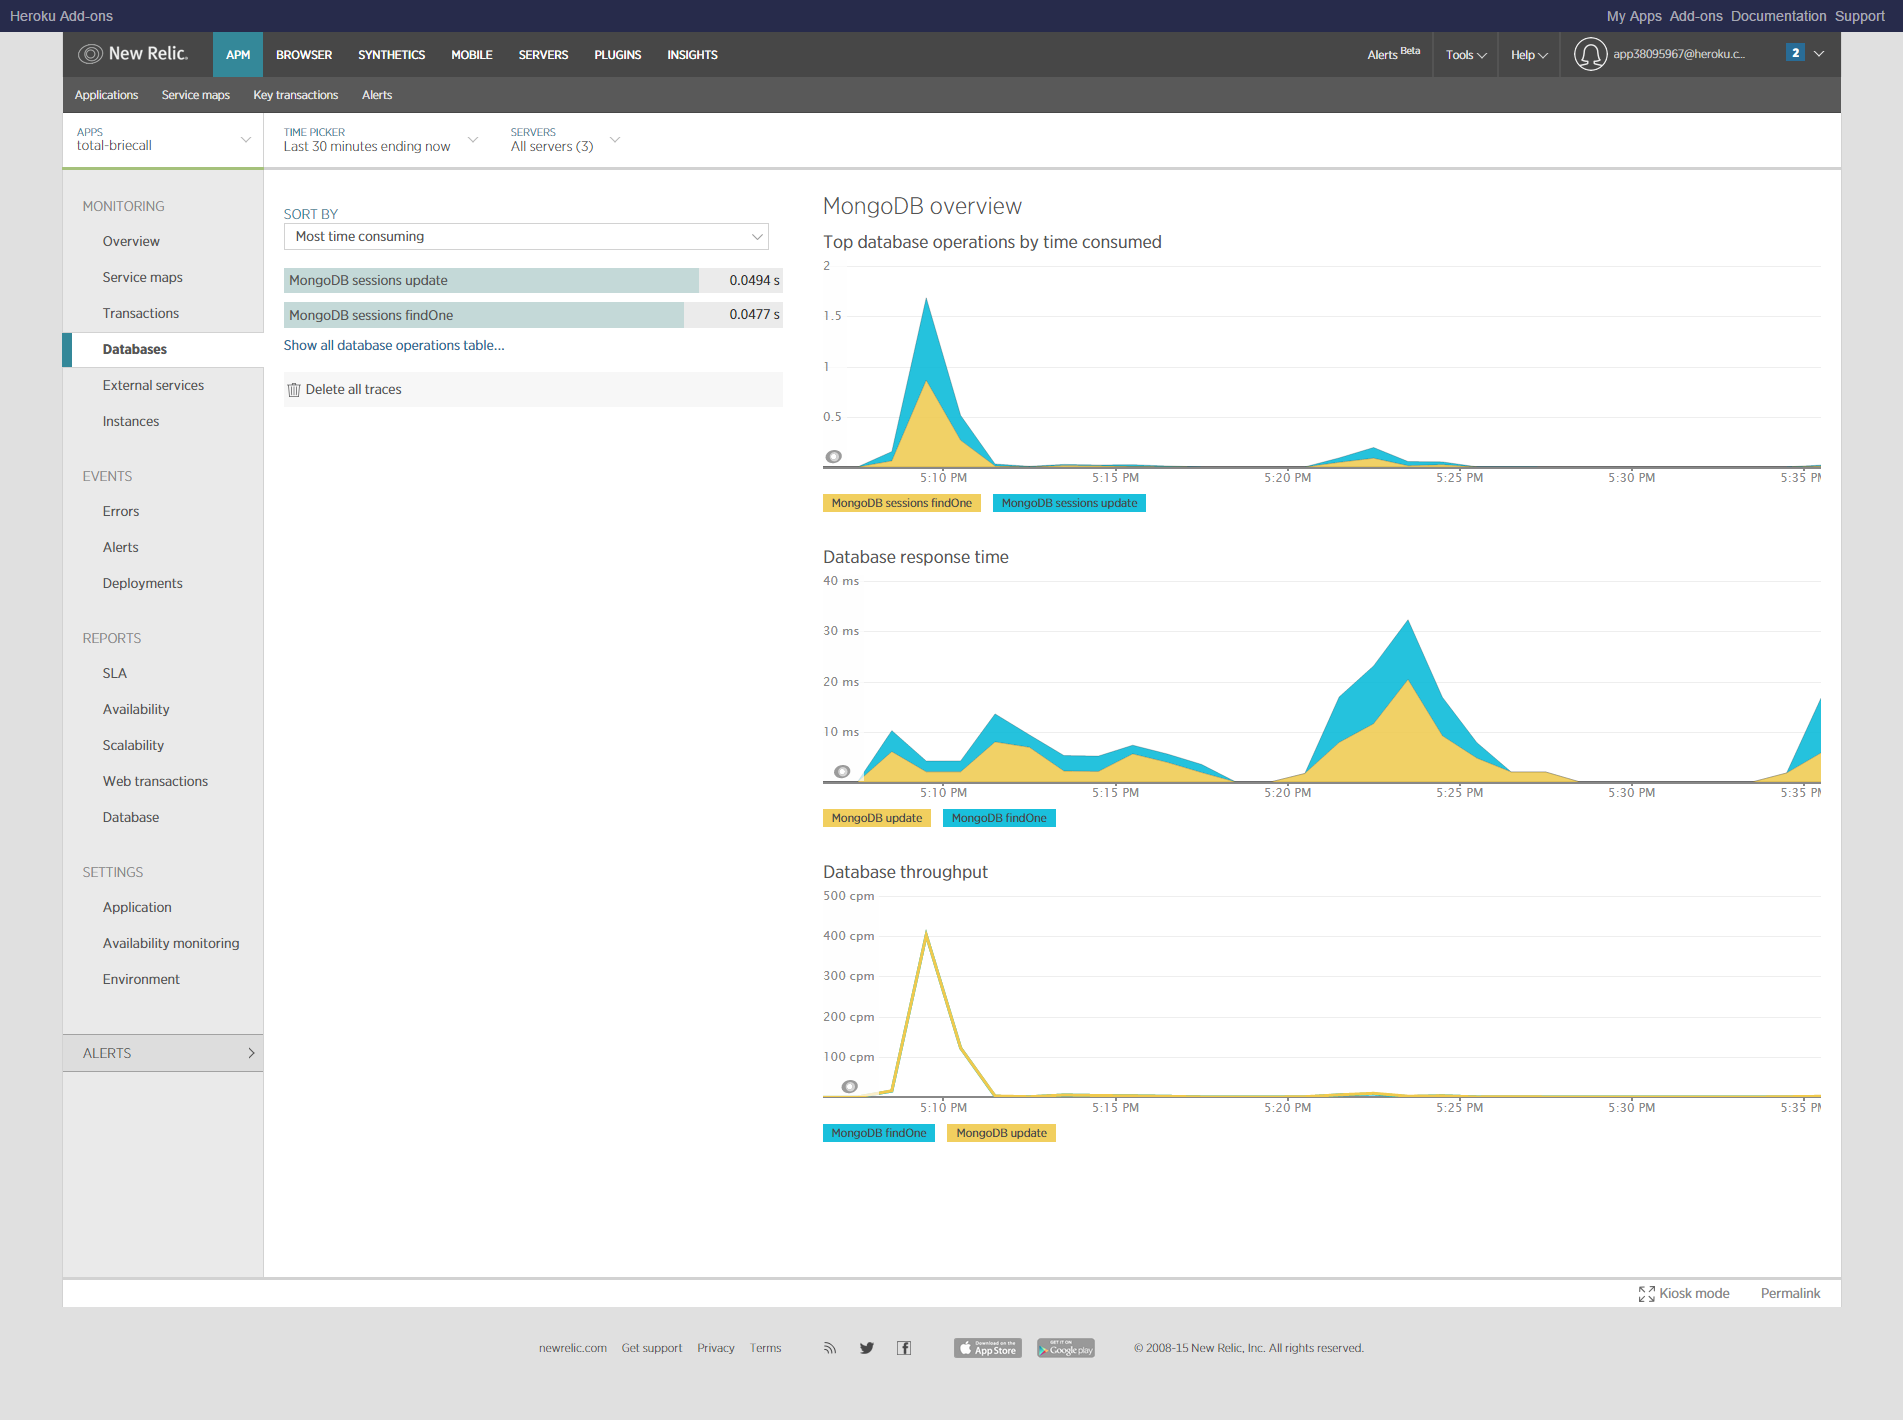 Heroku Add-ons
My Apps Add-ons Documentation Support
New Relic.
APM BROWSER SYNTHETICS MOBILE SERVERS PLUGINS INSIGHTS
Alerts Beta Tools Help app38095967@heroku.c... 2
Applications Service maps Key transactions Alerts
APPS
total-briecall
TIME PICKER
Last 30 minutes ending now
SERVERS
All servers (3)
MONITORING
Overview
Service maps
Transactions
Databases
External services
Instances
EVENTS
Errors
Alerts
Deployments
REPORTS
SLA
Availability
Scalability
Web transactions
Database
SETTINGS
Application
Availability monitoring
Environment
ALERTS
SORT BY
Most time consuming
MongoDB sessions update 0.0494 s
MongoDB sessions findOne 0.0477 s
Show all database operations table...
Delete all traces
MongoDB overview
Top database operations by time consumed
2
1.5
1
0.5
5:10 PM 5:15 PM 5:20 PM 5:25 PM 5:30 PM 5:35 PM
MongoDB sessions findOne MongoDB sessions update
Database response time
40 ms
30 ms
20 ms
10 ms
5:10 PM 5:15 PM 5:20 PM 5:25 PM 5:30 PM 5:35 PM
MongoDB update MongoDB findOne
Database throughput
500 cpm
400 cpm
300 cpm
200 cpm
100 cpm
5:10 PM 5:15 PM 5:20 PM 5:25 PM 5:30 PM 5:35 PM
MongoDB findOne MongoDB update
Kiosk mode Permalink
newrelic.com Get support Privacy Terms
Download on the
App Store
GET IT ON
Google play
© 2008-15 New Relic, Inc. All rights reserved.